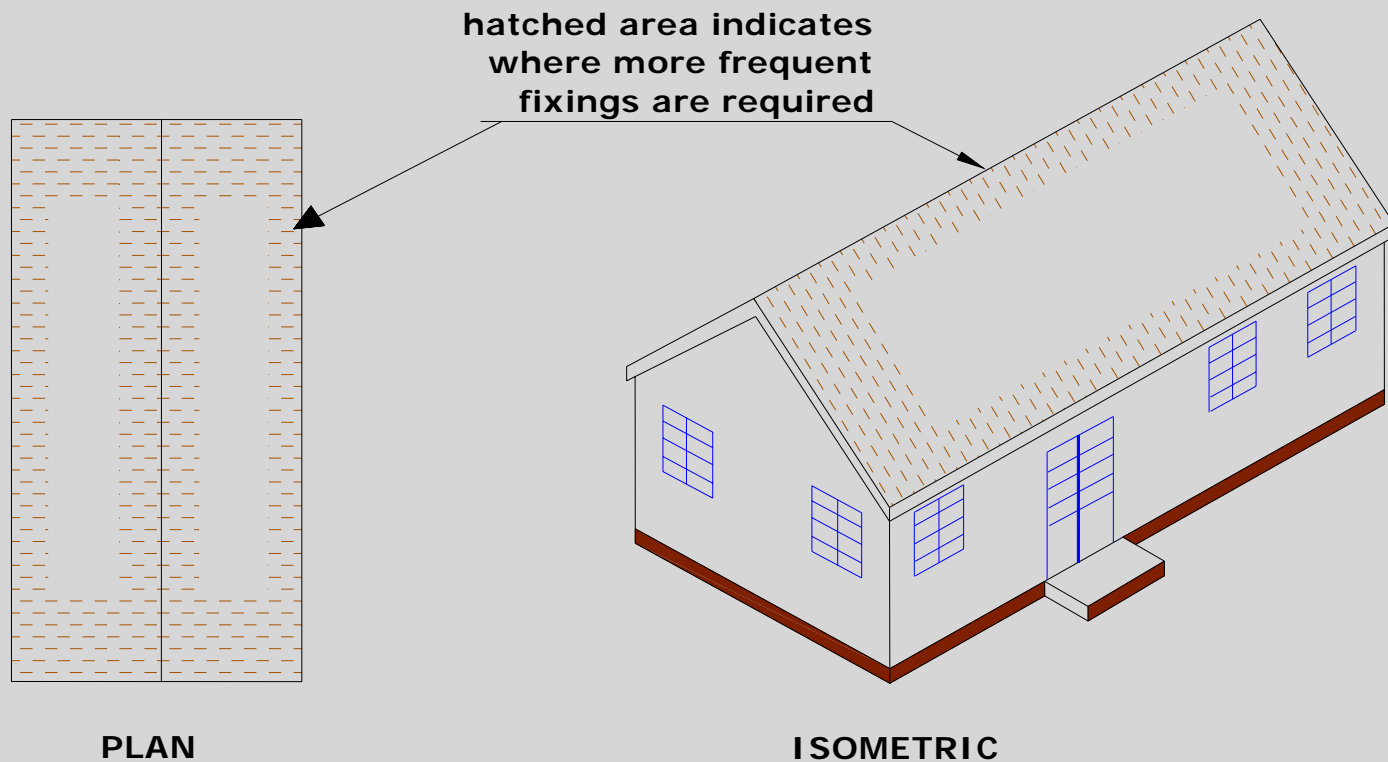 hatched area indicates
where more frequent
fixings are required
PLAN
ISOMETRIC